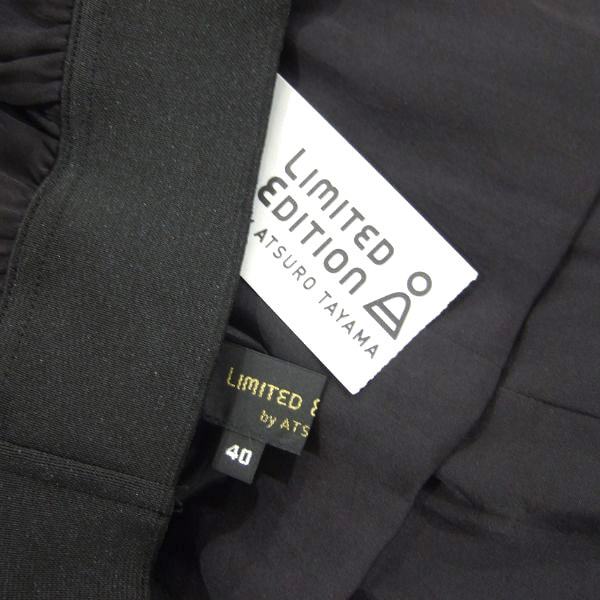 LIMITED
EDITION
ATSURO TAYAMA
LIMITED
by ATS
40